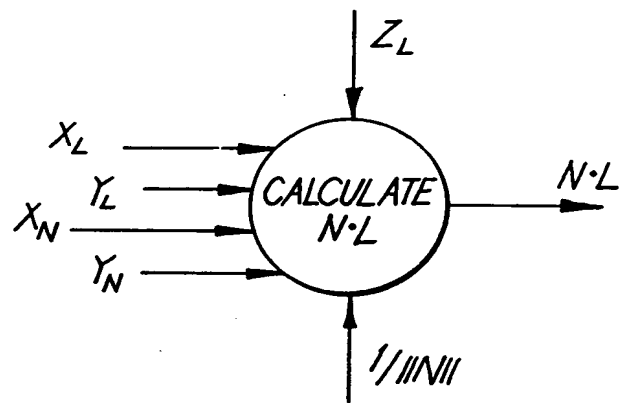 Z_L
X_L
Y_L
X_N
Y_N
CALCULATE
N·L
N·L
1/||N||